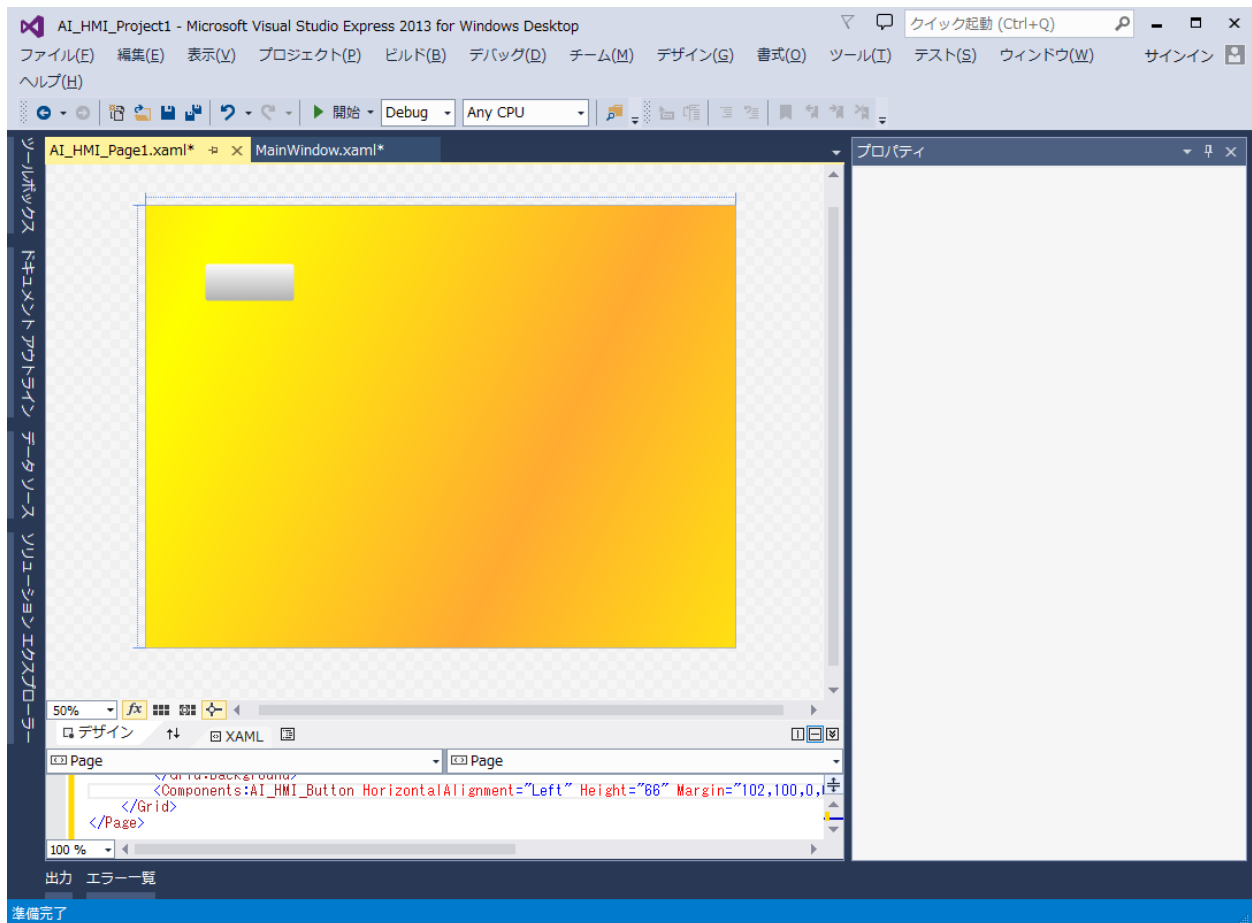 AI_HMI_Project1 - Microsoft Visual Studio Express 2013 for Windows Desktop
クイック起動 (Ctrl+Q)
ファイル(F) 編集(E) 表示(V) プロジェクト(P) ビルド(B) デバッグ(D) チーム(M) デザイン(G) 書式(O) ツール(T) テスト(S) ウィンドウ(W) サインイン
ヘルプ(H)
開始 Debug Any CPU
ツールボックス
ドキュメント アウトライン
データ ソース
ソリューション エクスプローラー
AI_HMI_Page1.xaml* MainWindow.xaml*
プロパティ
50% fx
デザイン XAML
Page Page
</Grid.Background>
<Components:AI_HMI_Button HorizontalAlignment="Left" Height="66" Margin="102,100,0,
</Grid>
</Page>
100 %
出力 エラー一覧
準備完了